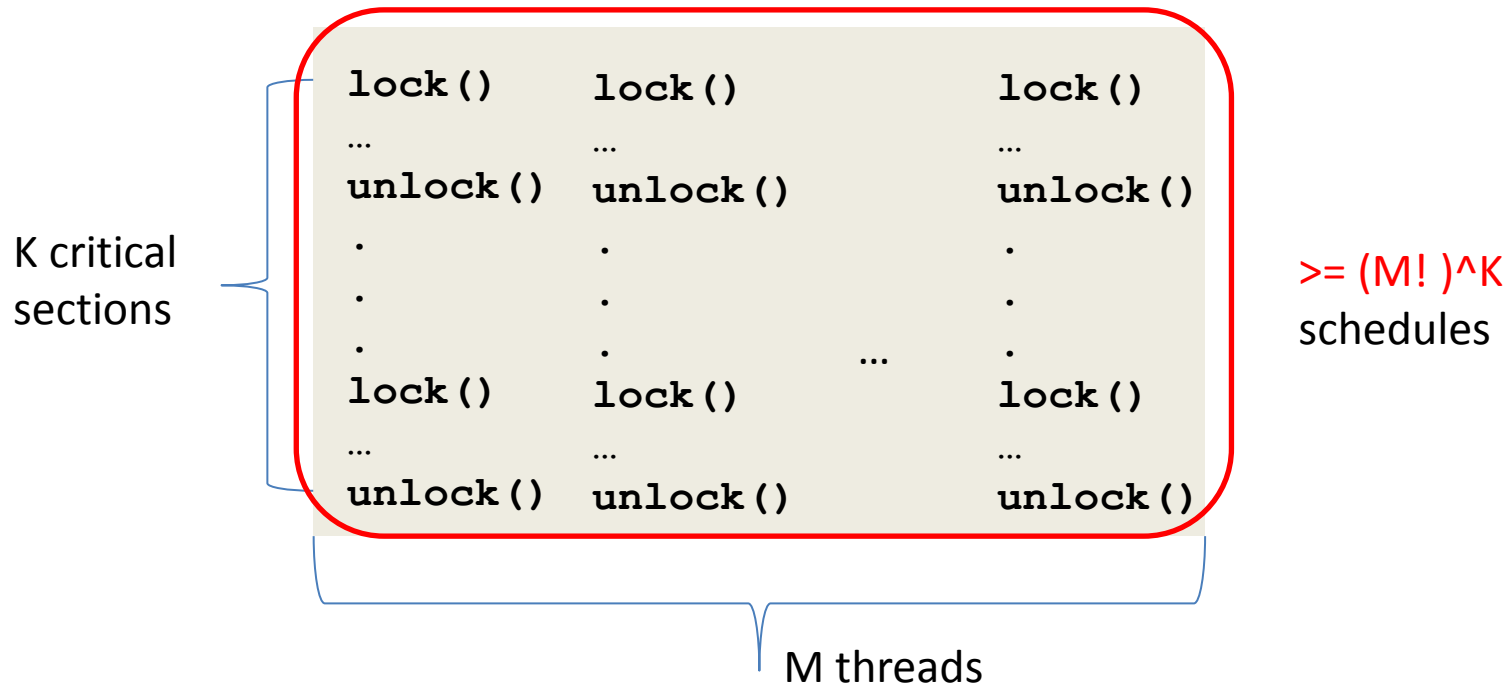 lock() lock() lock()
… … …
unlock() unlock() unlock()
. . .
. . .
. . … .
lock() lock() lock()
… … …
unlock() unlock() unlock()
K critical
sections
>= (M! )^K
schedules
M threads